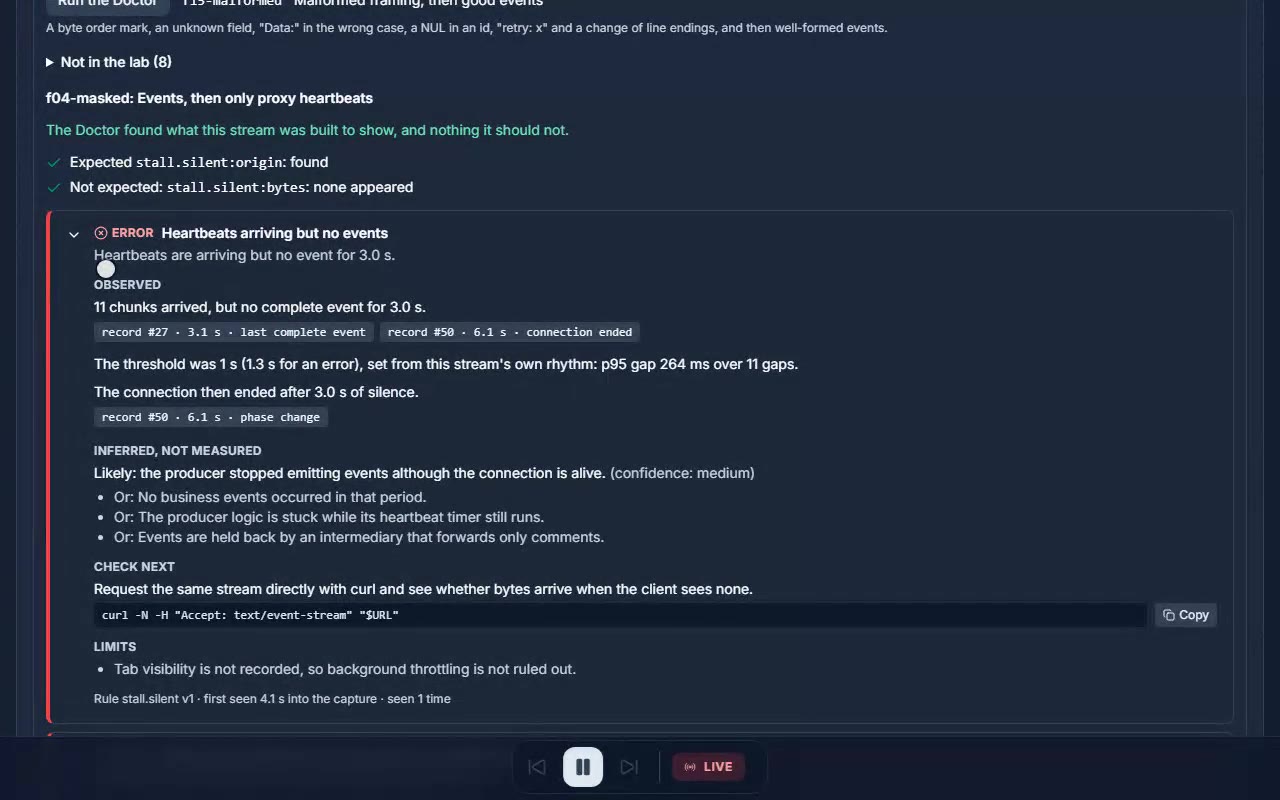 Run the Doctor f15-malformed Malformed framing, then good events
A byte order mark, an unknown field, "Data:" in the wrong case, a NUL in an id, "retry: x" and a change of line endings, and then well-formed events.
Not in the lab (8)
f04-masked: Events, then only proxy heartbeats
The Doctor found what this stream was built to show, and nothing it should not.
Expected stall.silent:origin: found
Not expected: stall.silent:bytes: none appeared
ERROR Heartbeats arriving but no events
Heartbeats are arriving but no event for 3.0 s.
OBSERVED
11 chunks arrived, but no complete event for 3.0 s.
record #27 · 3.1 s · last complete event record #50 · 6.1 s · connection ended
The threshold was 1 s (1.3 s for an error), set from this stream's own rhythm: p95 gap 264 ms over 11 gaps.
The connection then ended after 3.0 s of silence.
record #50 · 6.1 s · phase change
INFERRED, NOT MEASURED
Likely: the producer stopped emitting events although the connection is alive. (confidence: medium)
• Or: No business events occurred in that period.
• Or: The producer logic is stuck while its heartbeat timer still runs.
• Or: Events are held back by an intermediary that forwards only comments.
CHECK NEXT
Request the same stream directly with curl and see whether bytes arrive when the client sees none.
curl -N -H "Accept: text/event-stream" "$URL" Copy
LIMITS
• Tab visibility is not recorded, so background throttling is not ruled out.
Rule stall.silent v1 · first seen 4.1 s into the capture · seen 1 time
LIVE